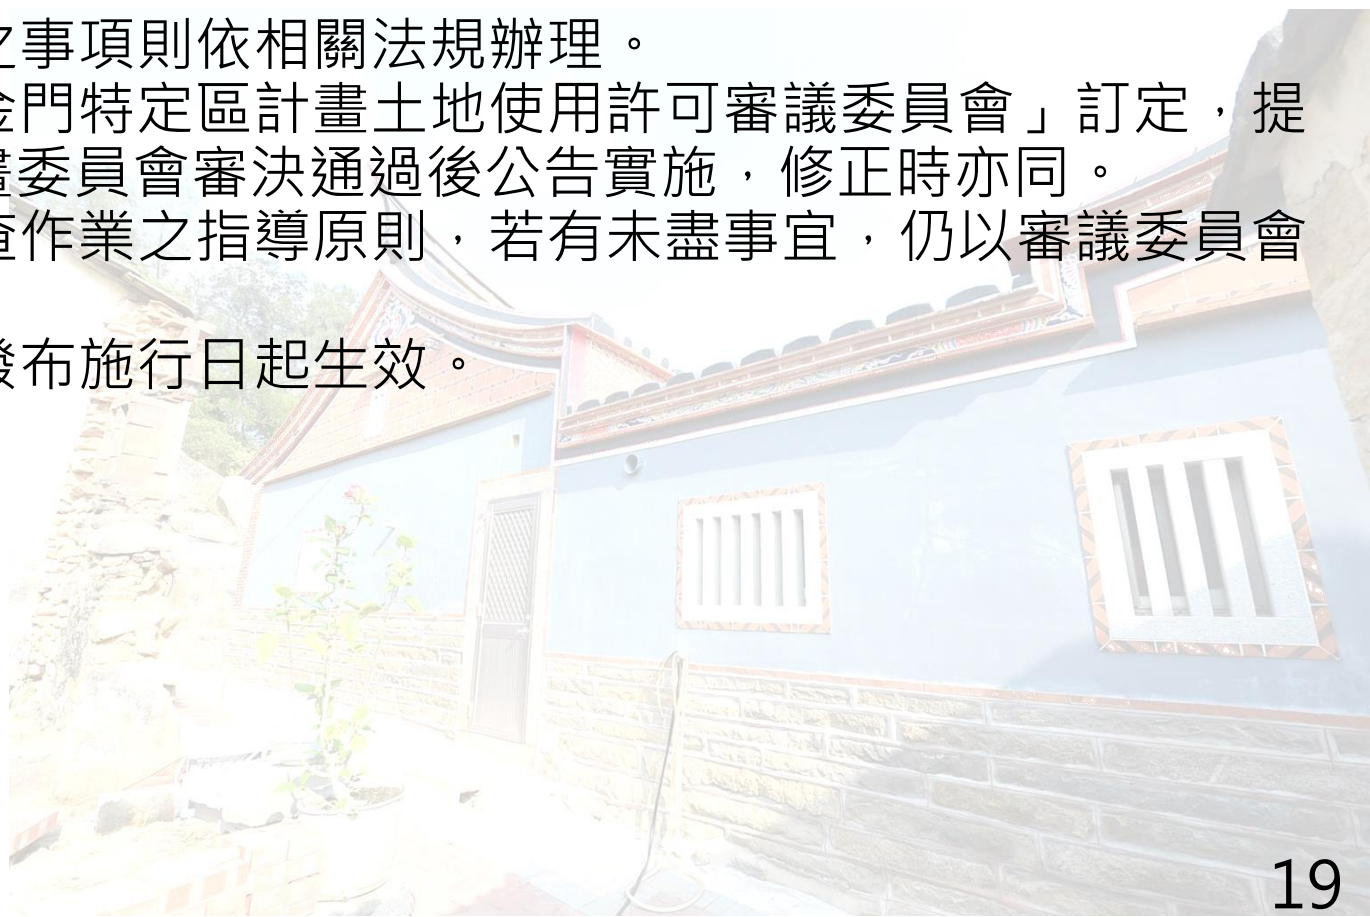 之事項則依相關法規辦理。
金門特定區計畫土地使用許可審議委員會」訂定，提
畫委員會審決通過後公告實施，修正時亦同。
查作業之指導原則，若有未盡事宜，仍以審議委員會
發布施行日起生效。
19